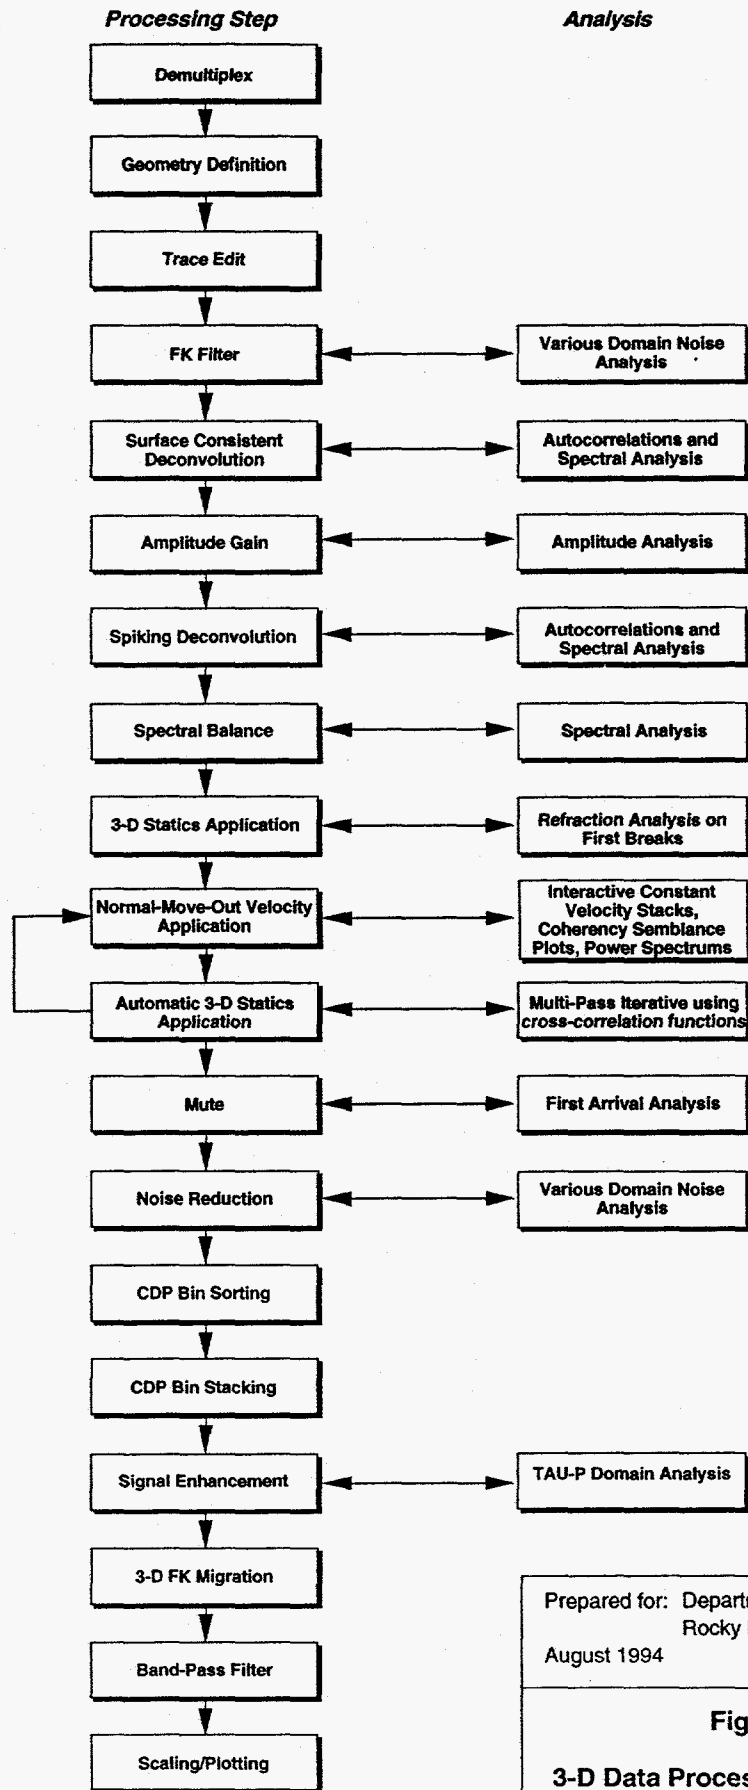 Processing Step
Analysis
Demultiplex
Geometry Definition
Trace Edit
FK Filter
Various Domain Noise
Analysis
Surface Consistent
Deconvolution
Autocorrelations and
Spectral Analysis
Amplitude Gain
Amplitude Analysis
Spiking Deconvolution
Autocorrelations and
Spectral Analysis
Spectral Balance
Spectral Analysis
3-D Statics Application
Refraction Analysis on
First Breaks
Normal-Move-Out Velocity
Application
Interactive Constant
Velocity Stacks,
Coherency Semblance
Plots, Power Spectrums
Automatic 3-D Statics
Application
Multi-Pass Iterative using
cross-correlation functions
Mute
First Arrival Analysis
Noise Reduction
Various Domain Noise
Analysis
CDP Bin Sorting
CDP Bin Stacking
Signal Enhancement
TAU-P Domain Analysis
3-D FK Migration
Band-Pass Filter
Scaling/Plotting
Prepared for:
Rocky
August 1994
3-D Data